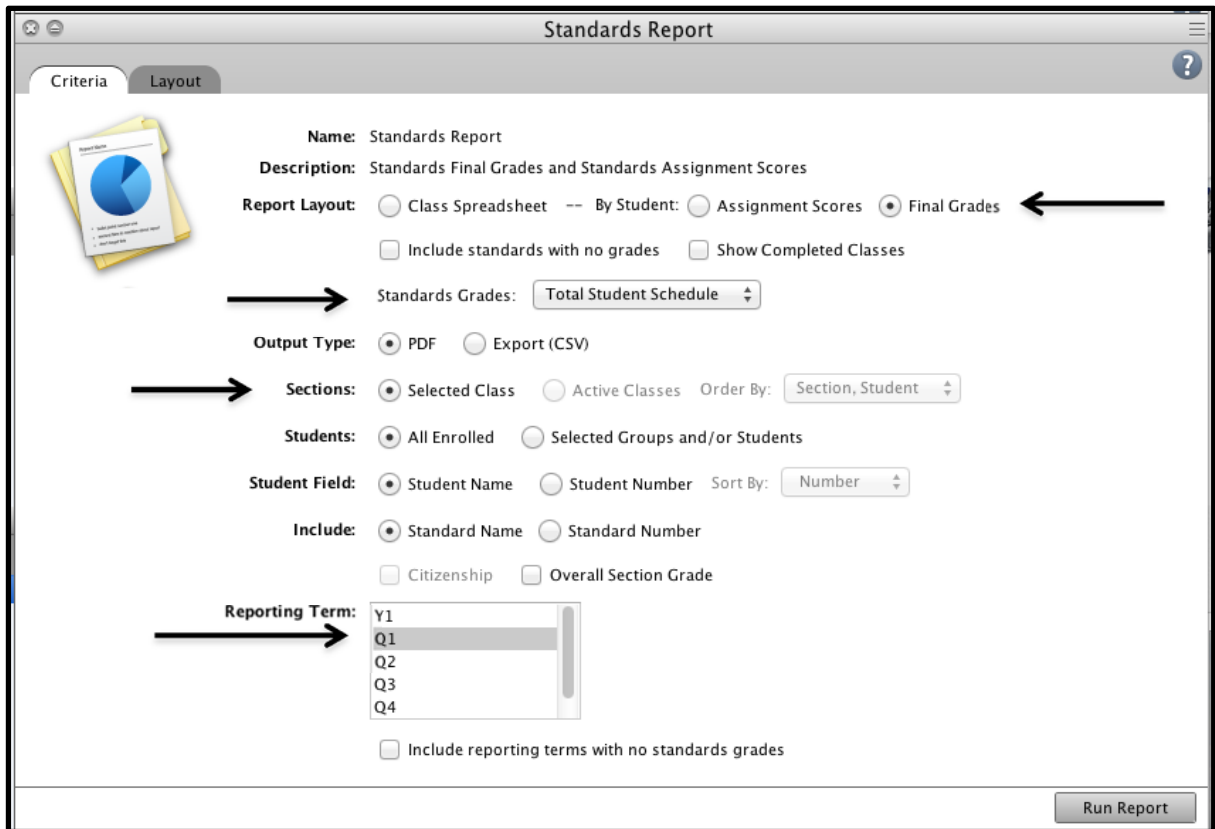 Standards Report
?
Criteria Layout
Name: Standards Report
Description: Standards Final Grades and Standards Assignment Scores
Report Layout: Class Spreadsheet -- By Student: Assignment Scores Final Grades
Include standards with no grades Show Completed Classes
Standards Grades: Total Student Schedule
Output Type: PDF Export (CSV)
Sections: Selected Class Active Classes Order By: Section, Student
Students: All Enrolled Selected Groups and/or Students
Student Field: Student Name Student Number Sort By: Number
Include: Standard Name Standard Number
Citizenship Overall Section Grade
Reporting Term: Y1
Q1
Q2
Q3
Q4
Include reporting terms with no standards grades
Run Report